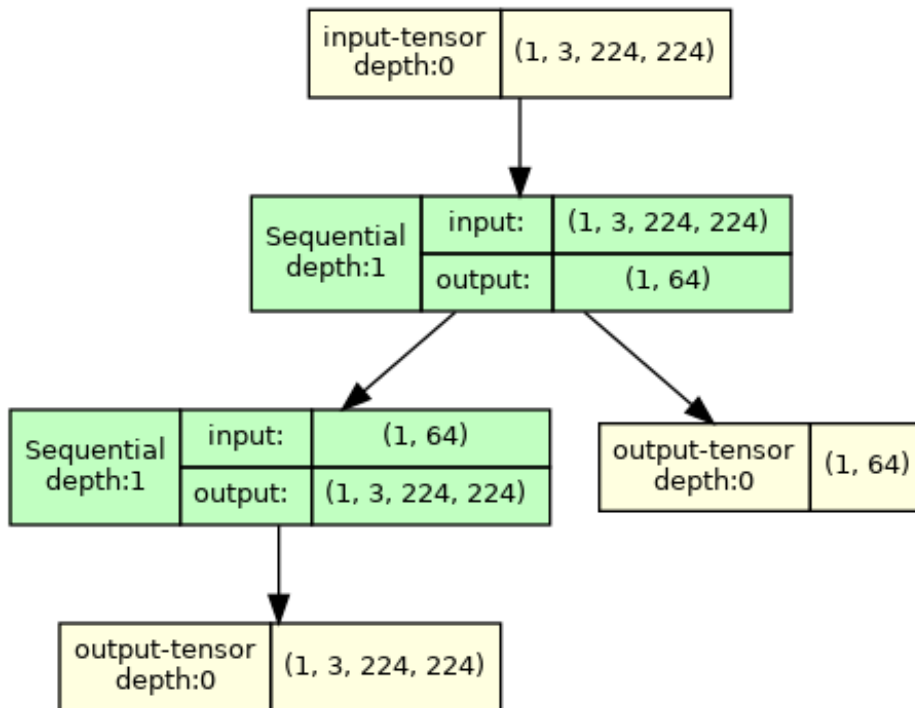 input-tensor
depth:0
(1, 3, 224, 224)
Sequential
depth:1
input:
(1, 3, 224, 224)
output:
(1, 64)
Sequential
depth:1
input:
(1, 64)
output:
(1, 3, 224, 224)
output-tensor
depth:0
(1, 64)
output-tensor
depth:0
(1, 3, 224, 224)